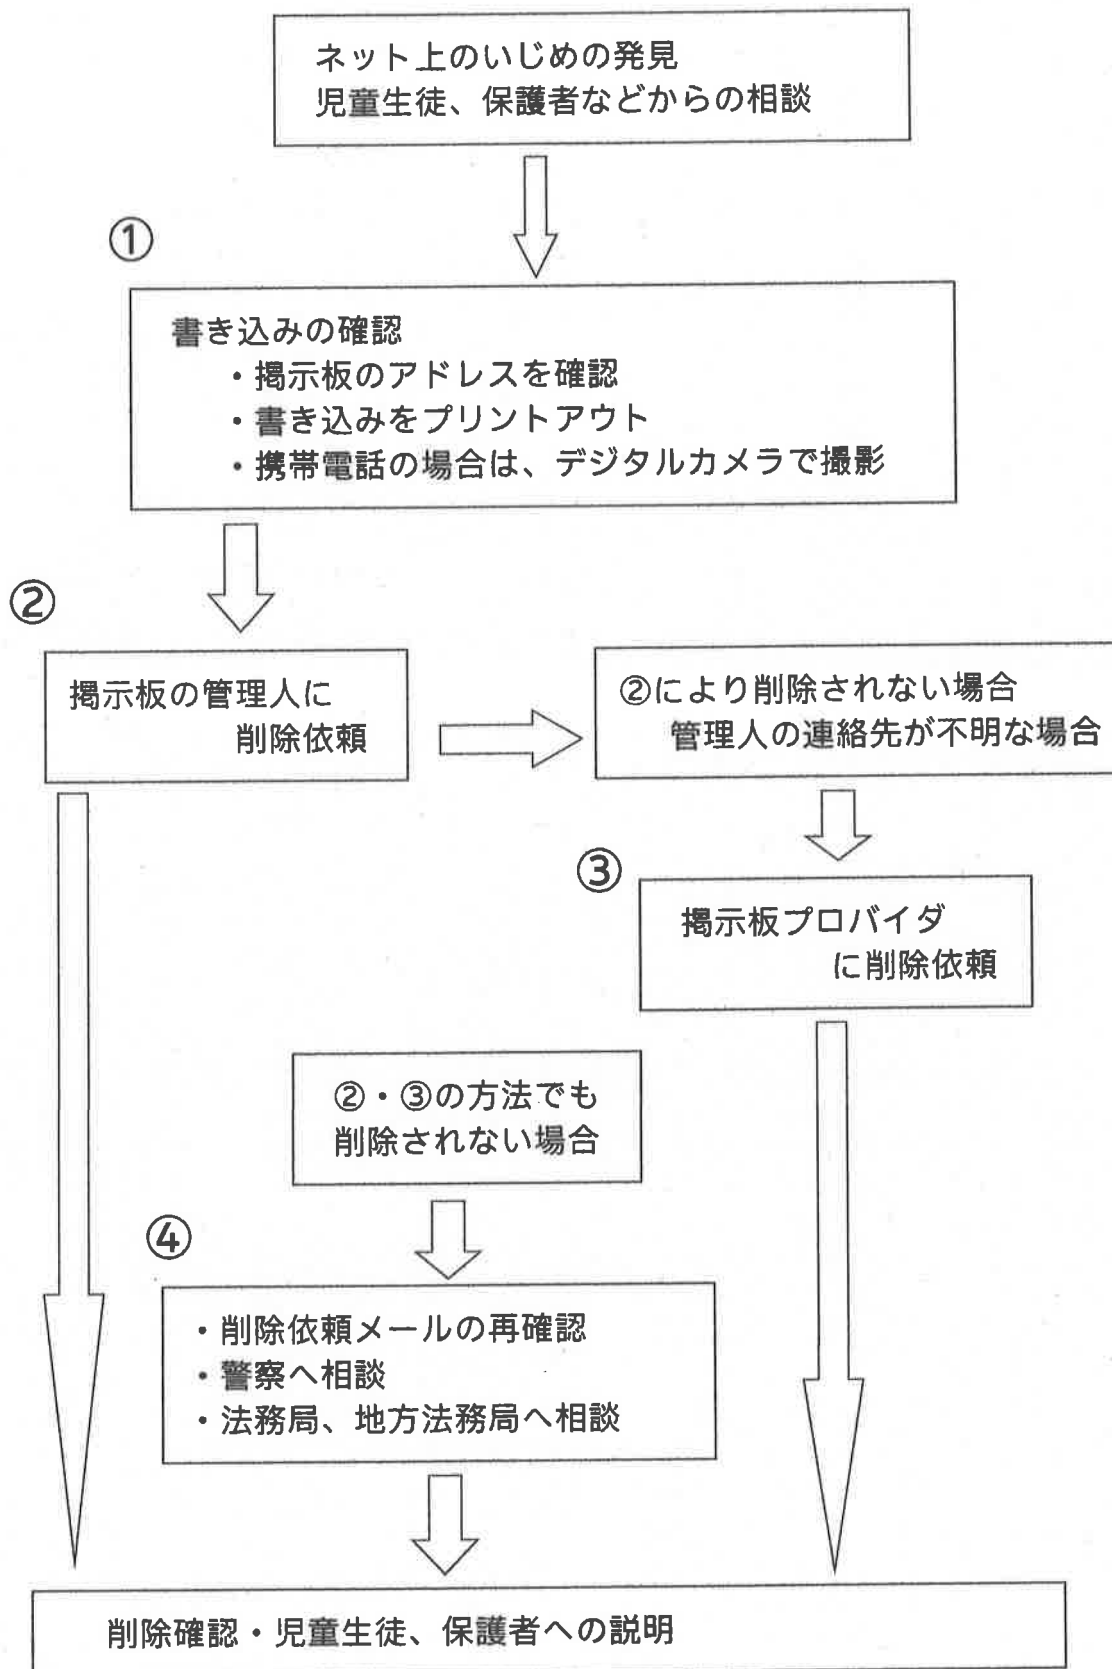 ネット上のいじめの発見
児童生徒、保護者などからの相談
①
書き込みの確認
・掲示板のアドレスを確認
・書き込みをプリントアウト
・携帯電話の場合は、デジタルカメラで撮影
②
掲示板の管理人に
削除依頼
②により削除されない場合
管理人の連絡先が不明な場合
③
掲示板プロバイダ
に削除依頼
②・③の方法でも
削除されない場合
④
・削除依頼メールの再確認
・警察へ相談
・法務局、地方法務局へ相談
削除確認・児童生徒、保護者への説明